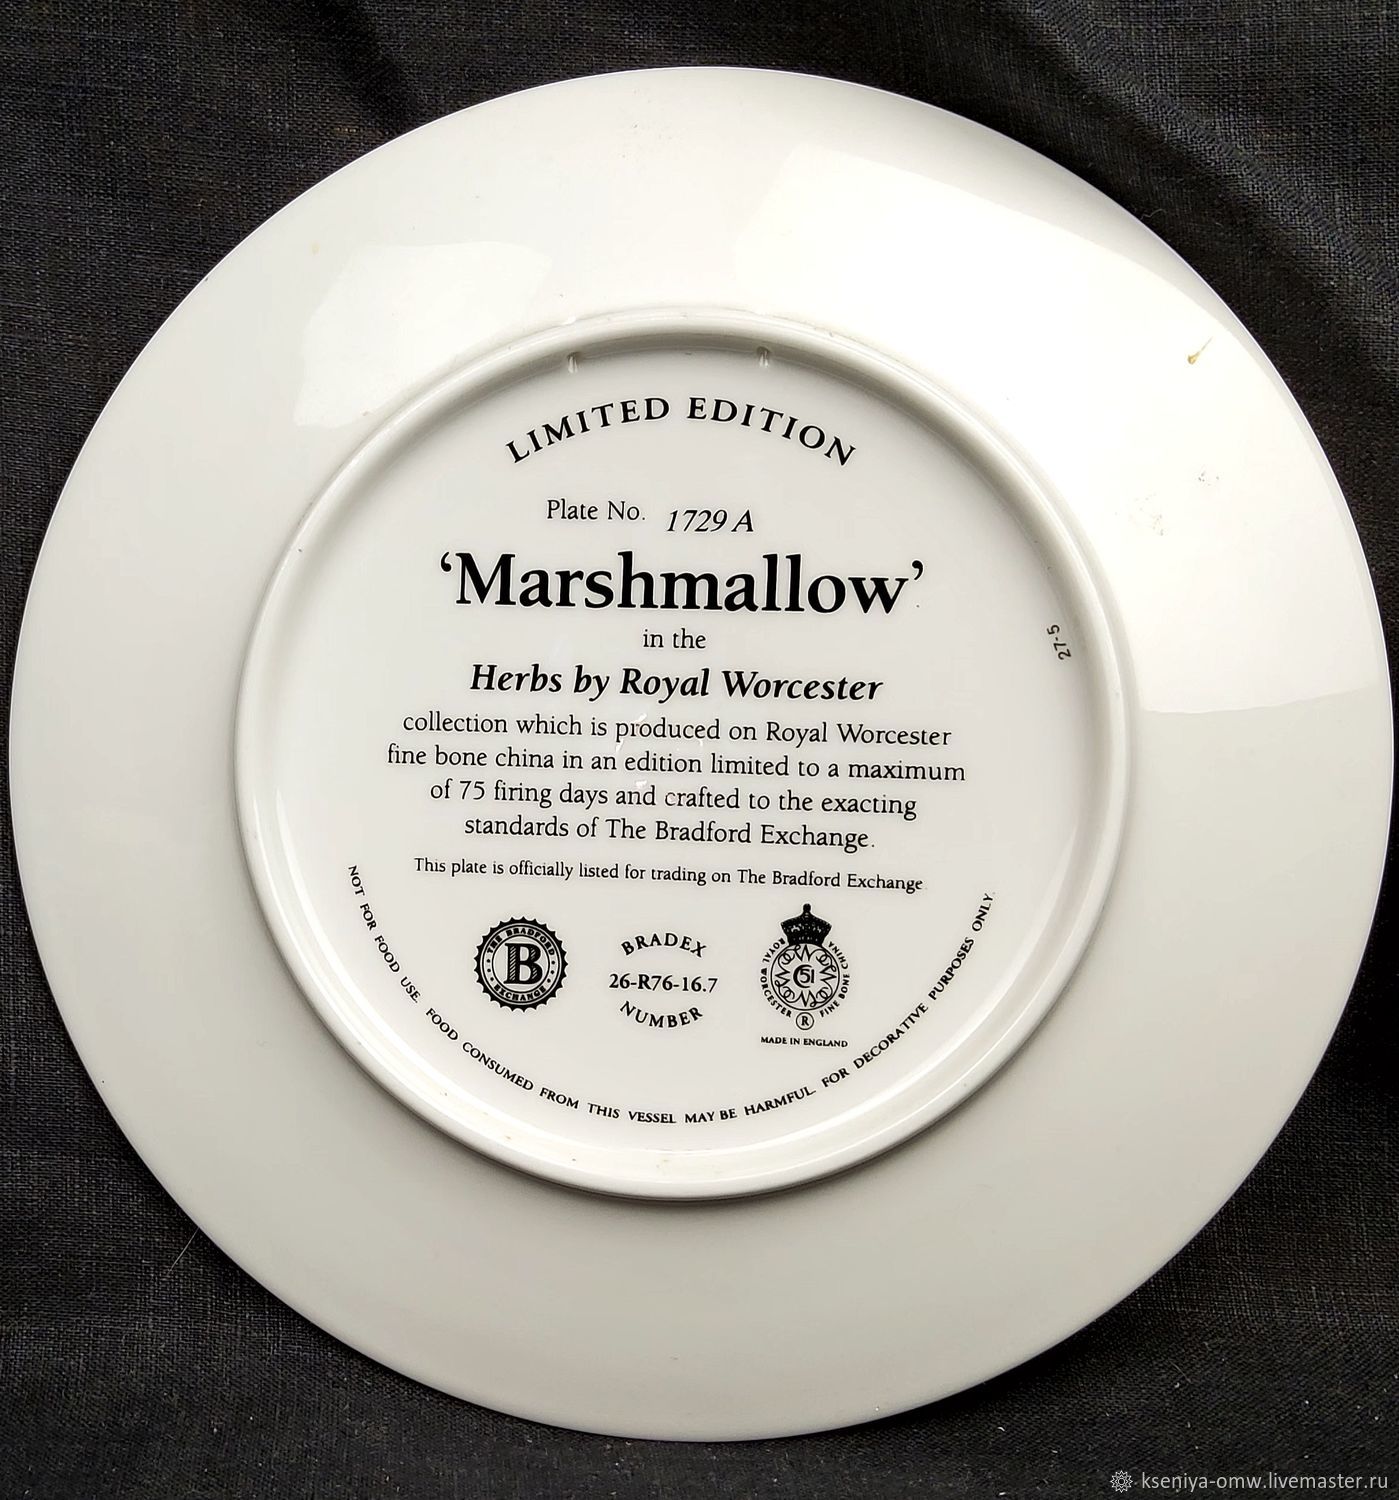 LIMITED EDITION
Plate No. 1729 A
‘Marshmallow’
in the
Herbs by Royal Worcester
collection which is produced on Royal Worcester
fine bone china in an edition limited to a maximum
of 75 firing days and crafted to the exacting
standards of The Bradford Exchange.
This plate is officially listed for trading on The Bradford Exchange.
THE BRADFORD
B
EXCHANGE
BRADEX
26-R76-16.7
NUMBER
ROYAL WORCESTER FINE BONE CHINA
51
®
MADE IN ENGLAND
NOT FOR FOOD USE. FOOD CONSUMED FROM THIS VESSEL MAY BE HARMFUL. FOR DECORATIVE PURPOSES ONLY.
27-5
kseniya-omw.livemaster.ru